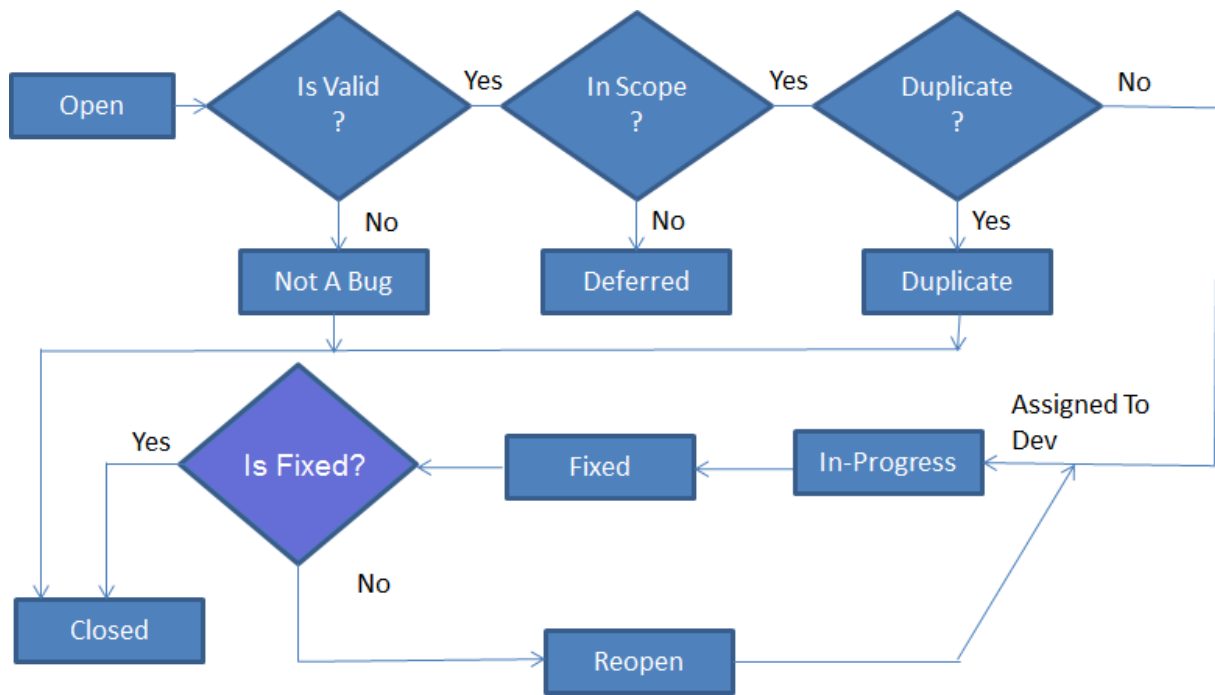 Open
Is Valid
?
Yes
In Scope
?
Yes
Duplicate
?
No
No
No
Yes
Not A Bug
Deferred
Duplicate
Yes
Is Fixed?
Fixed
In-Progress
Assigned To
Dev
No
Closed
Reopen